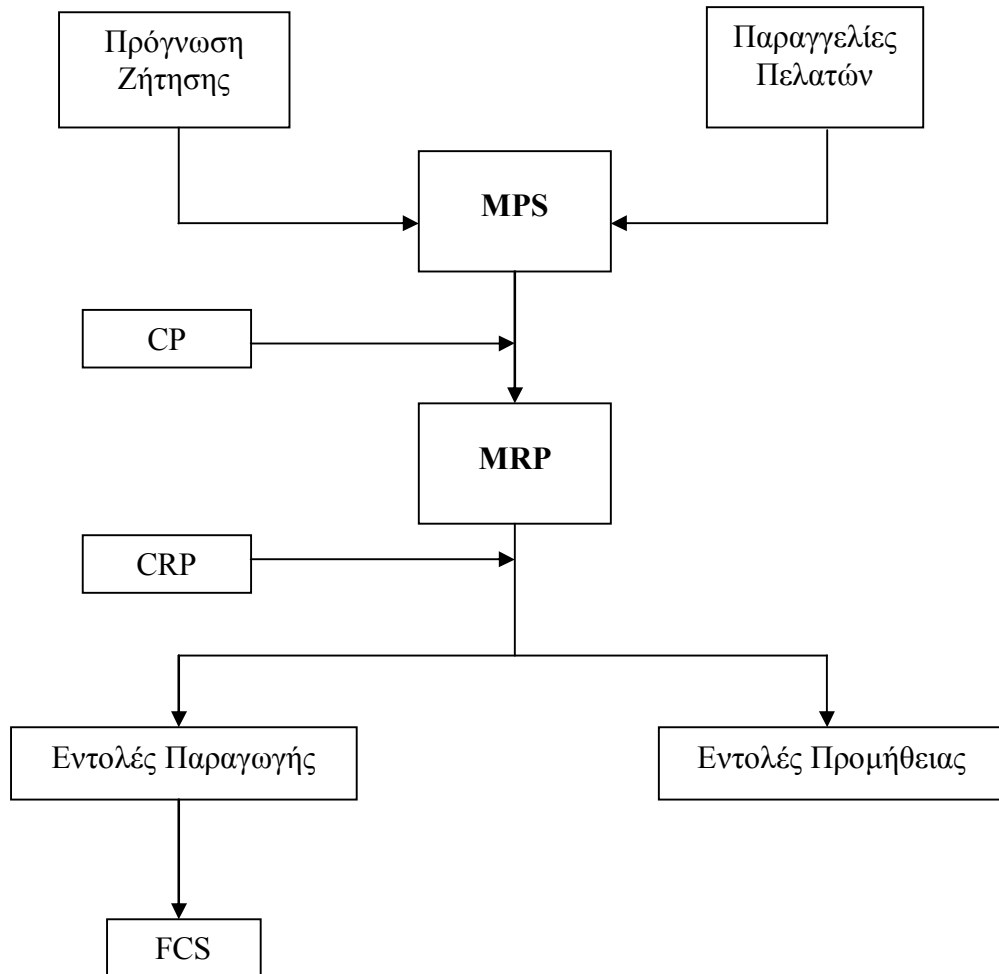 Πρόγνωση
Ζήτησης
Παραγγελίες
Πελατών
MPS
CP
MRP
CRP
Εντολές Παραγωγής
Εντολές Προμήθειας
FCS